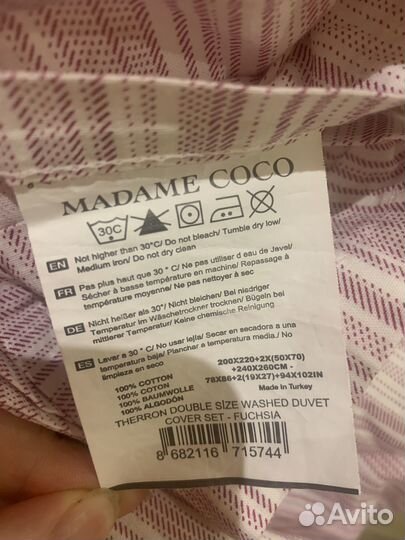 MADAME COCO
30C
EN Not higher than 30°C/ Do not bleach/ Tumble dry low/
Medium iron/ Do not dry clean
FR Pas plus haut que 30 ° C/ Ne pas utiliser d eau de Javel/
Sécher à basse température en machine/ Repassage à
température moyenne/ Ne pas nettoyer à sec
DE Nicht heißer als 30°/ Nicht bleichen/ Bei niedriger
Temperatur im Wäschetrockner trocknen/ Bügeln bei
mittlerer Temperatur/ Keine chemische Reinigung
ES Lavar a 30 ° C/ No usar lejía/ Secar en secadora a una
temperatura baja/ Planchar a temperatura media./ No
limpieza en seco
100% COTTON
100% COTON
100% BAUMWOLLE
100% ALGODÓN
200X220+2X(50X70)
+240X260CM -
78X86+2(19X27)+94X102IN
Made in Turkey
THERRON DOUBLE SİZE WASHED DUVET
COVER SET - FUCHSIA
8 682116 715744
Avito